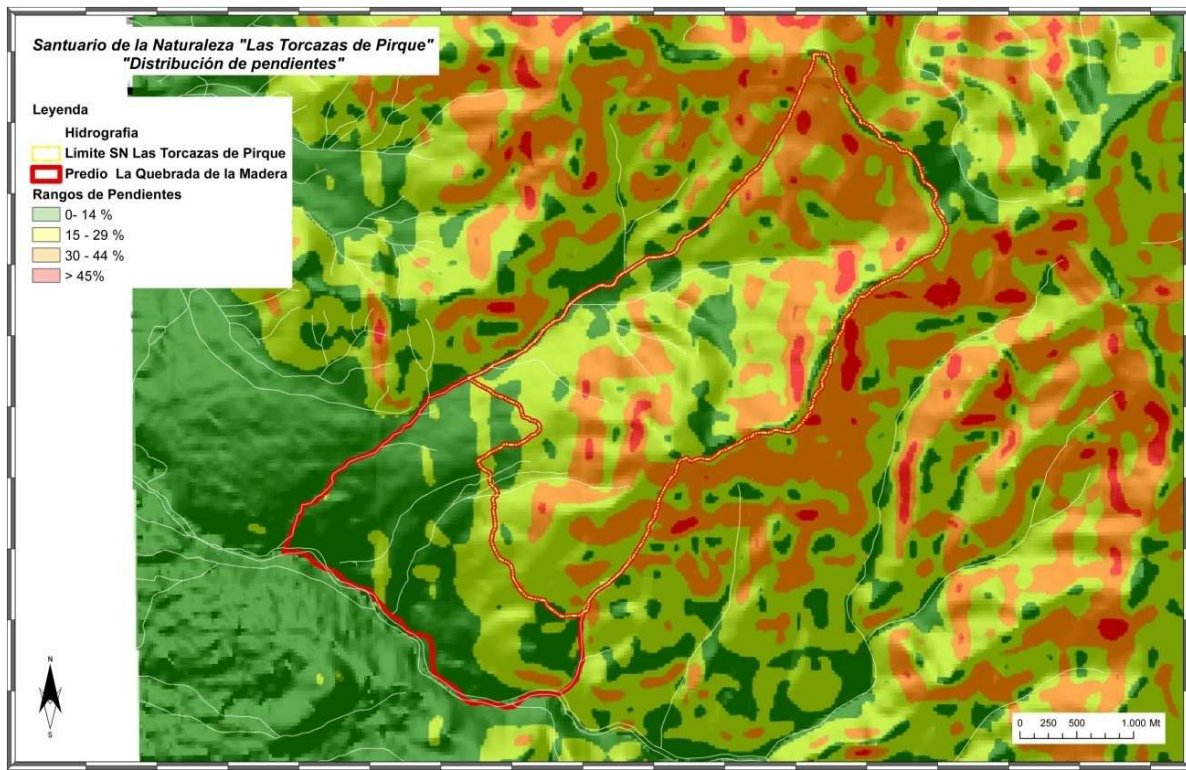 Santuario de la Naturaleza "Las Torcazas de Pirque"
"Distribución de pendientes"
Leyenda
Hidrografia
Límite SN Las Torcazas de Pirque
Predio La Quebrada de la Madera
Rangos de Pendientes
0- 14 %
15 - 29 %
30 - 44 %
> 45%
N
S
0 250 500 1.000 Mt